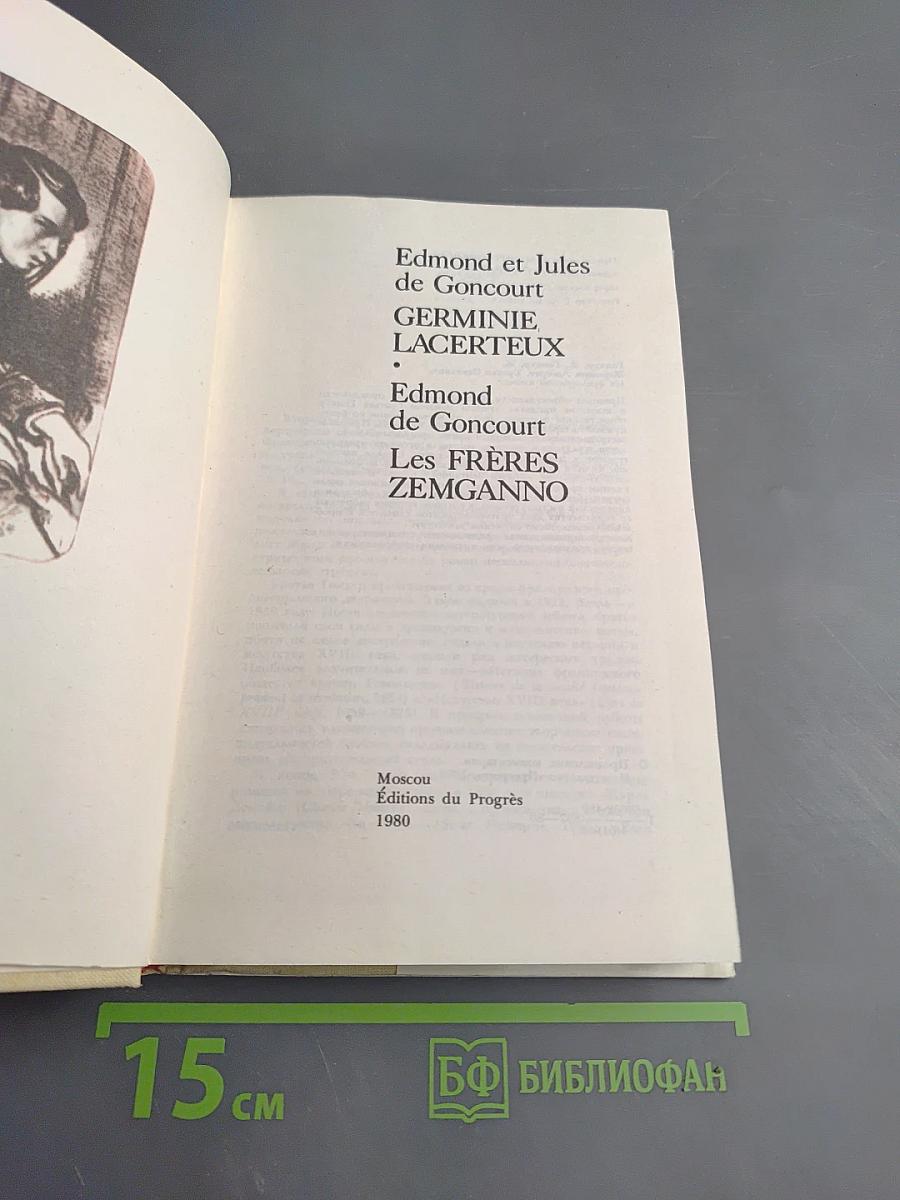 Edmond et Jules
de Goncourt
GERMINIE
LACERTEUX
•
Edmond
de Goncourt
Les FRÈRES
ZEMGANNO
Moscou
Éditions du Progrès
1980
15 см
БФ БИБЛИОФАН